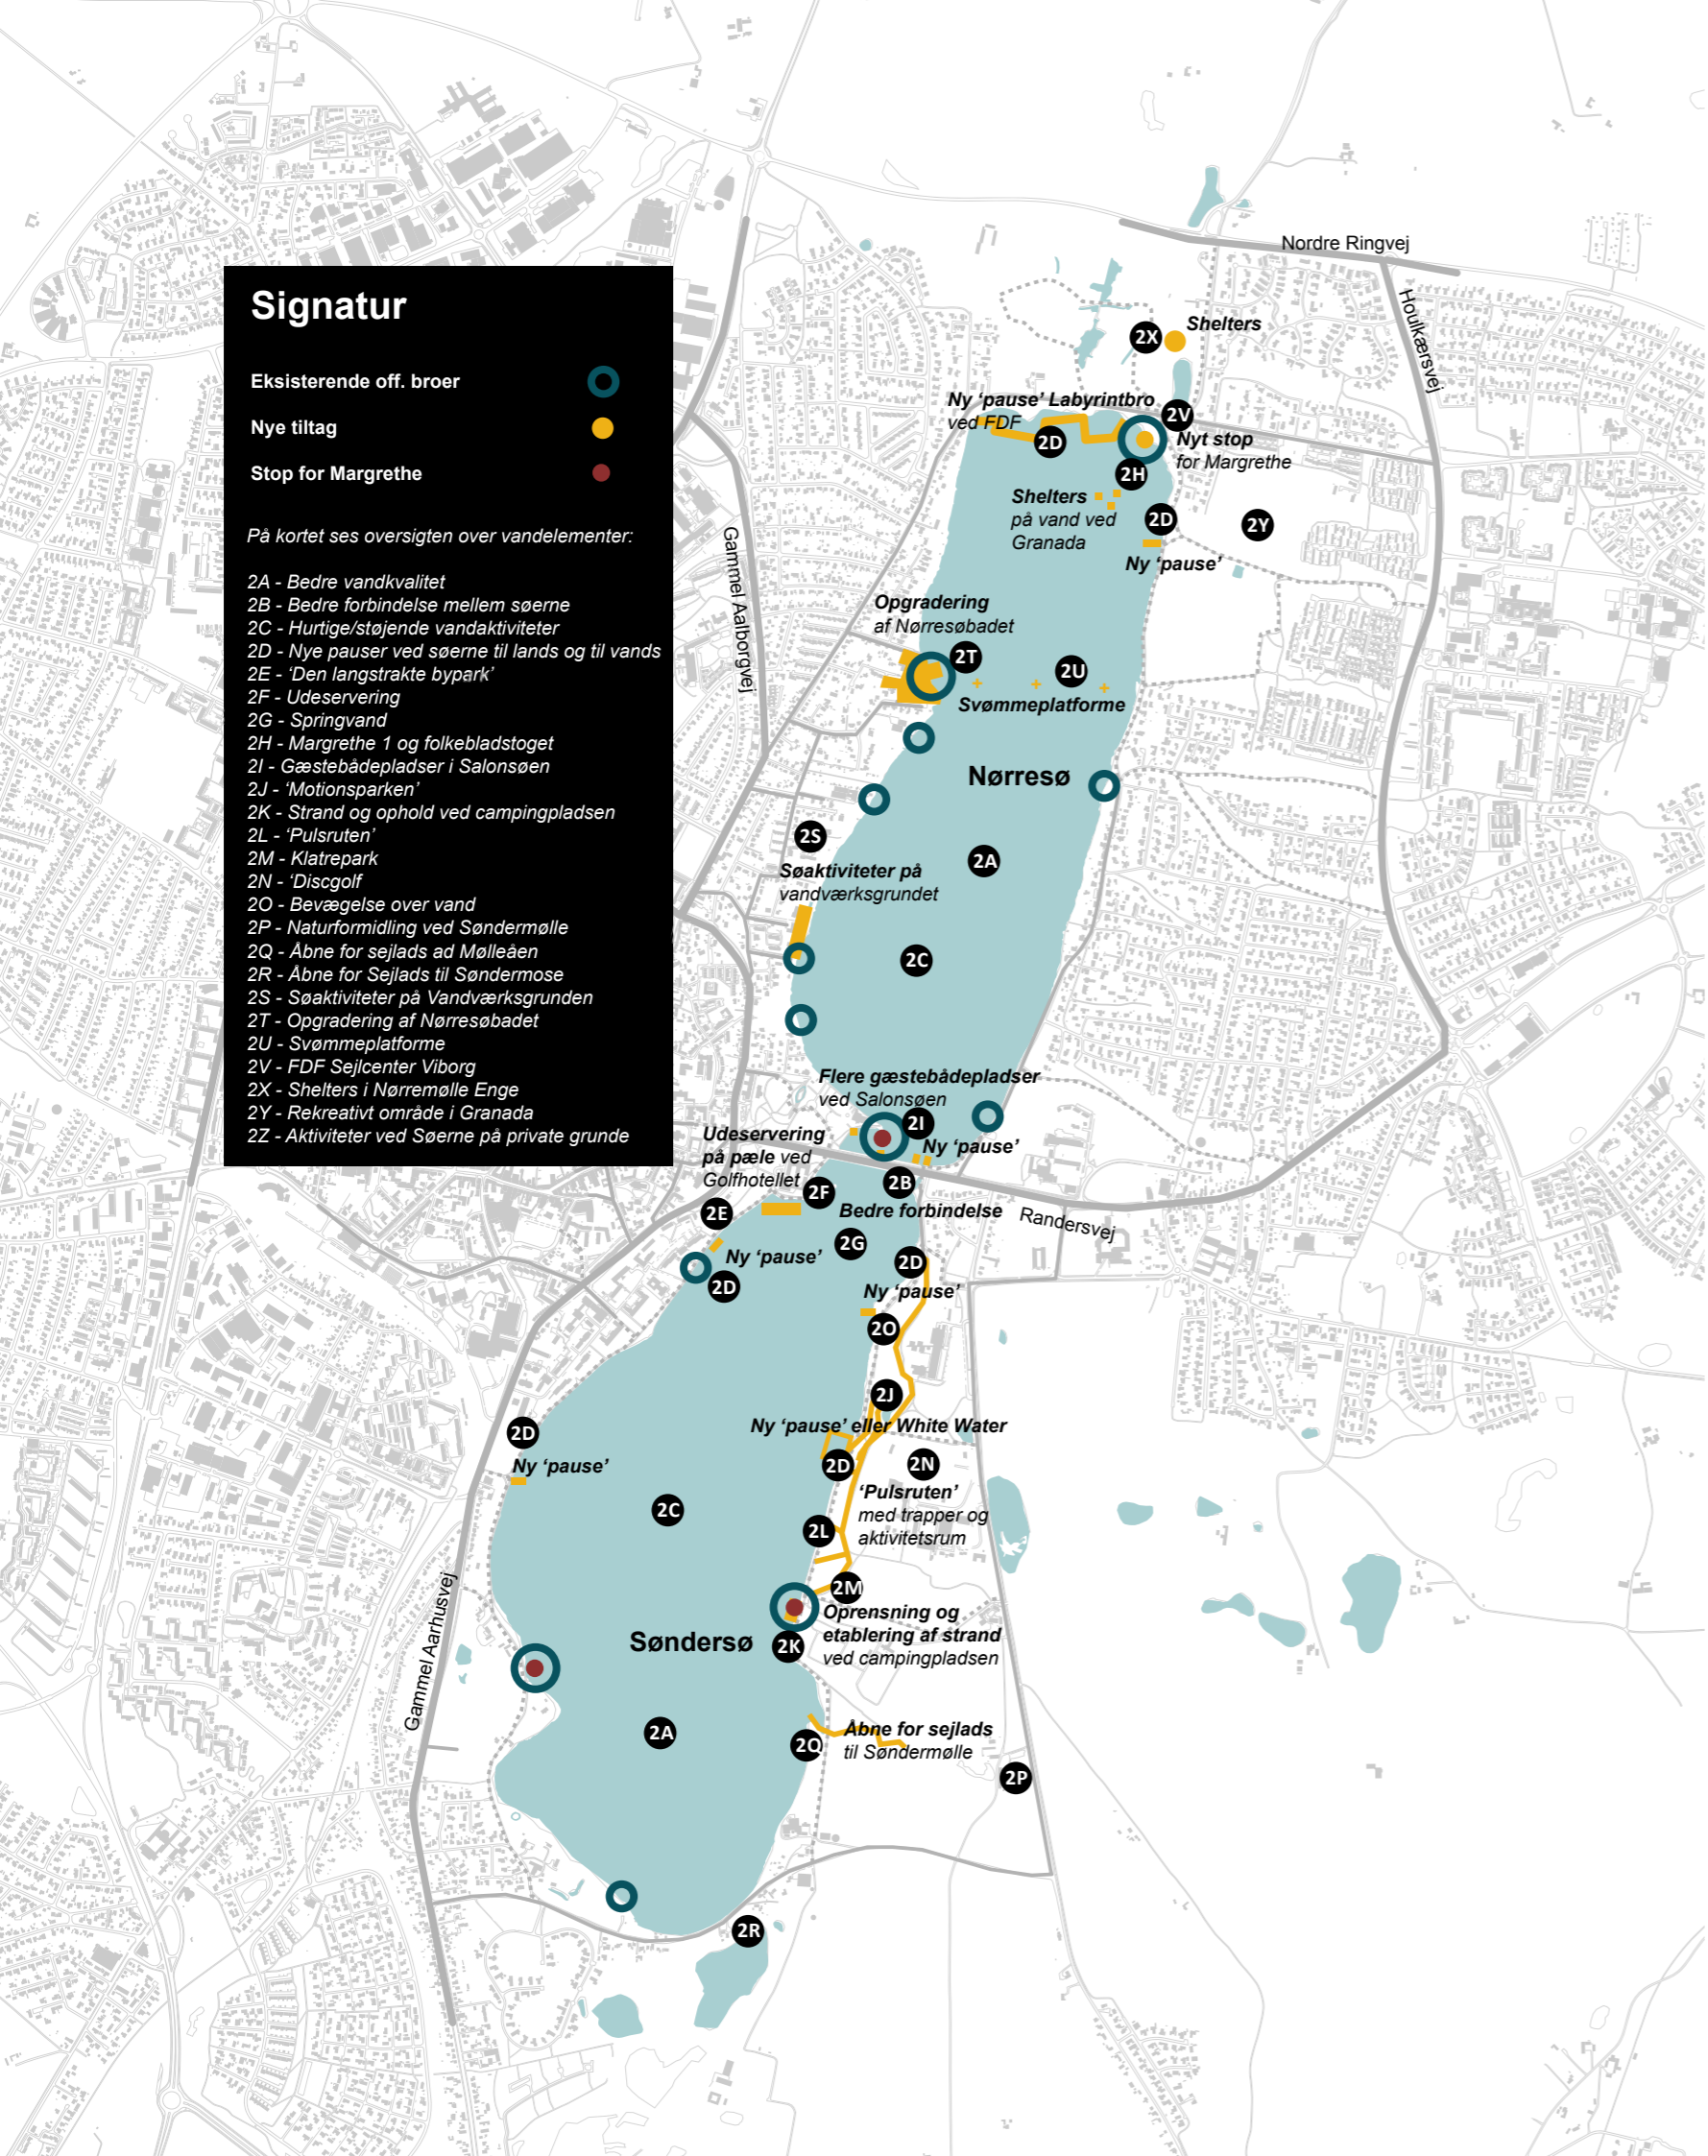 Signatur
Eksisterende off. broer
Nye tiltag
Stop for Margrethe
På kortet ses oversigten over vandelementer:
2A - Bedre vandkvalitet
2B - Bedre forbindelse mellem søerne
2C - Hurtige/støjende vandaktiviteter
2D - Nye pauser ved søerne til lands og til vands
2E - ‘Den langstrakte bypark’
2F - Udeservering
2G - Springvand
2H - Margrethe 1 og folkebladstoget
2I - Gæstebådepladser i Salonsøen
2J - ‘Motionsparken’
2K - Strand og ophold ved campingpladsen
2L - ‘Pulsruten’
2M - Klatrepark
2N - ‘Discgolf
2O - Bevægelse over vand
2P - Naturformidling ved Søndermølle
2Q - Åbne for sejlads ad Mølleåen
2R - Åbne for Sejlads til Søndermose
2S - Søaktiviteter på Vandværksgrunden
2T - Opgradering af Nørresøbadet
2U - Svømmeplatforme
2V - FDF Sejlcenter Viborg
2X - Shelters i Nørremølle Enge
2Y - Rekreativt område i Granada
2Z - Aktiviteter ved Søerne på private grunde
Nordre Ringvej
Houlkærsvej
2X
Shelters
Ny ‘pause’ Labyrintbro
ved FDF
2D
2V
Nyt stop
for Margrethe
2H
Shelters
på vand ved
Granada
2D
2Y
Ny ‘pause’
Gammel Aalborgvej
Opgradering
af Nørresøbadet
2T
2U
Svømmeplatforme
Nørresø
2S
2A
Søaktiviteter på
vandværksgrundet
2C
Flere gæstebådepladser
ved Salonsøen
2I
Ny ‘pause’
Udeservering
på pæle ved
Golfhotellet
2F
2B
Bedre forbindelse
Randersvej
2E
2G
Ny ‘pause’
2D
2D
Ny ‘pause’
2O
2J
Ny ‘pause’ eller White Water
2D
Ny ‘pause’
2D
2N
‘Pulsruten’
med trapper og
aktivitetsrum
2C
2L
2M
Oprensning og
etablering af strand
ved campingpladsen
Søndersø
2K
Gammel Aarhusvej
2A
2Q
Åbne for sejlads
til Søndermølle
2P
2R